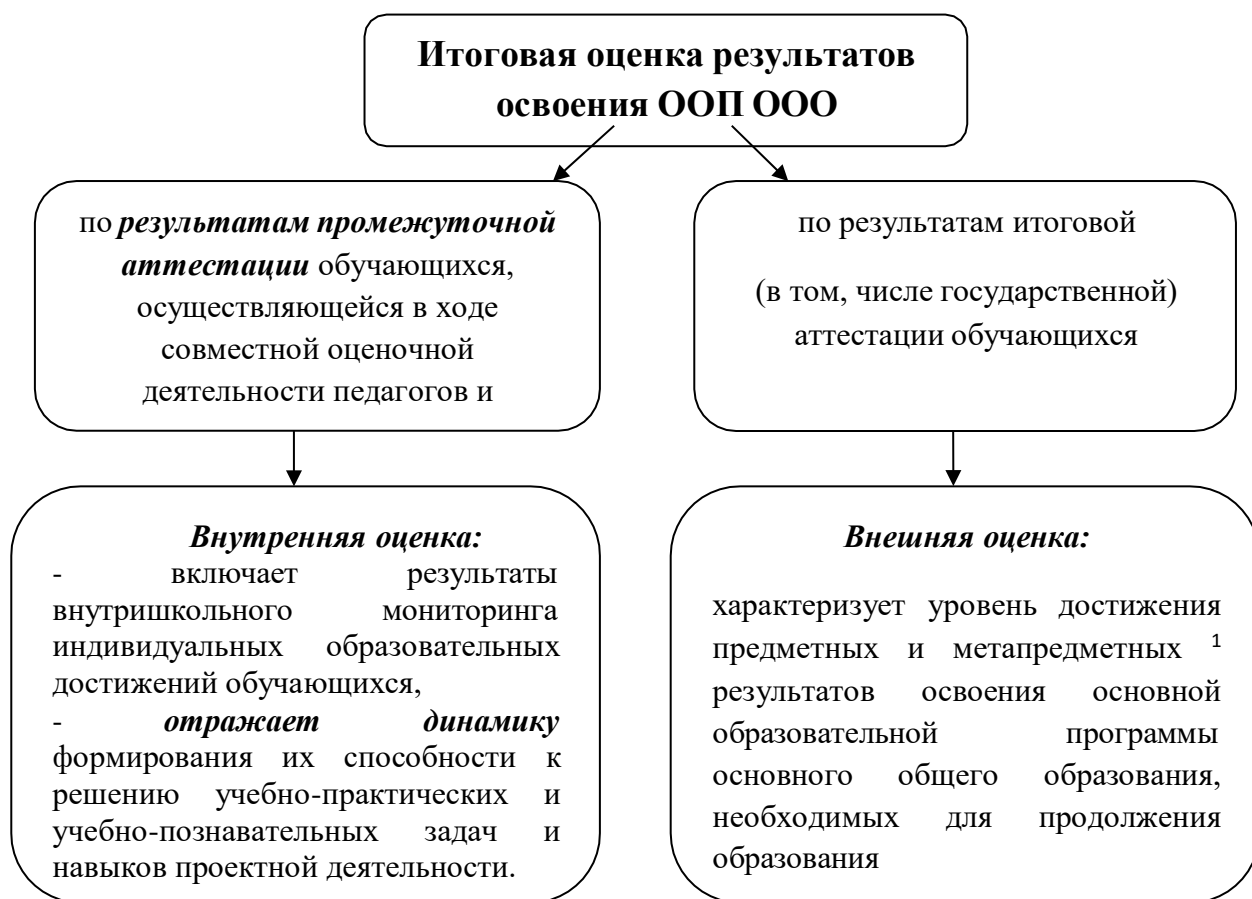 Итоговая оценка результатов
освоения ООП ООО
по результатам промежуточной
аттестации обучающихся,
осуществляющейся в ходе
совместной оценочной
деятельности педагогов и
по результатам итоговой
(в том, числе государственной)
аттестации обучающихся
Внутренняя оценка:
- включает результаты
внутришкольного мониторинга
индивидуальных образовательных
достижений обучающихся,
- отражает динамику
формирования их способности к
решению учебно-практических и
учебно-познавательных задач и
навыков проектной деятельности.
Внешняя оценка:
характеризует уровень достижения
предметных и метапредметных ¹
результатов освоения основной
образовательной программы
основного общего образования,
необходимых для продолжения
образования